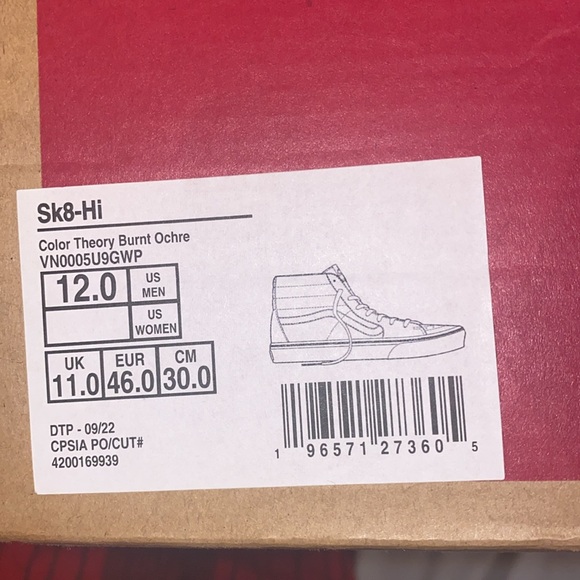 Sk8-Hi
Color Theory Burnt Ochre
VN0005U9GWP
12.0 US MEN
US WOMEN
UK EUR CM
11.0 46.0 30.0
DTP - 09/22
CPSIA PO/CUT#
4200169939
1 96571 27360 5